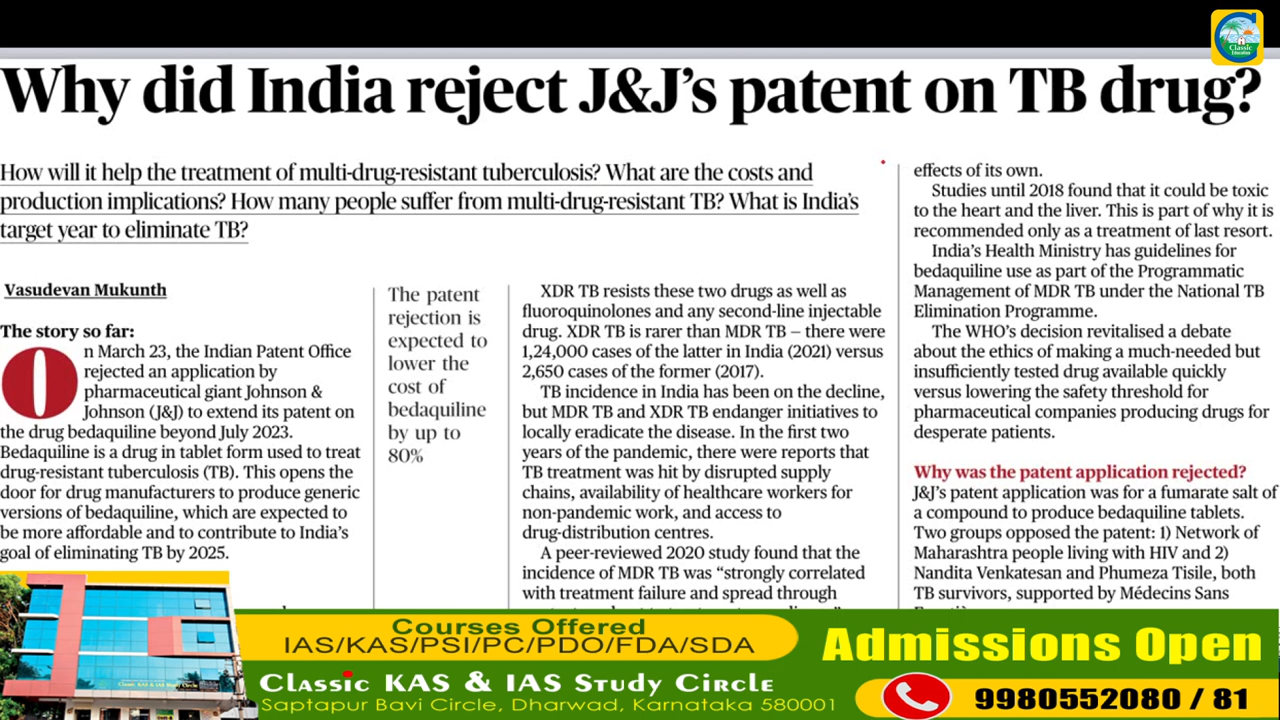 Classic
Education
Why did India reject J&J's patent on TB drug?
How will it help the treatment of multi-drug-resistant tuberculosis? What are the costs and
production implications? How many people suffer from multi-drug-resistant TB? What is India's
target year to eliminate TB?
Vasudevan Mukunth
The story so far:
On March 23, the Indian Patent Office
rejected an application by
pharmaceutical giant Johnson &
Johnson (J&J) to extend its patent on
the drug bedaquiline beyond July 2023.
Bedaquiline is a drug in tablet form used to treat
drug-resistant tuberculosis (TB). This opens the
door for drug manufacturers to produce generic
versions of bedaquiline, which are expected to
be more affordable and to contribute to India's
goal of eliminating TB by 2025.
The patent
rejection is
expected to
lower the
cost of
bedaquiline
by up to
80%
XDR TB resists these two drugs as well as
fluoroquinolones and any second-line injectable
drug. XDR TB is rarer than MDR TB – there were
1,24,000 cases of the latter in India (2021) versus
2,650 cases of the former (2017).
TB incidence in India has been on the decline,
but MDR TB and XDR TB endanger initiatives to
locally eradicate the disease. In the first two
years of the pandemic, there were reports that
TB treatment was hit by disrupted supply
chains, availability of healthcare workers for
non-pandemic work, and access to
drug-distribution centres.
A peer-reviewed 2020 study found that the
incidence of MDR TB was "strongly correlated
with treatment failure and spread through
effects of its own.
Studies until 2018 found that it could be toxic
to the heart and the liver. This is part of why it is
recommended only as a treatment of last resort.
India's Health Ministry has guidelines for
bedaquiline use as part of the Programmatic
Management of MDR TB under the National TB
Elimination Programme.
The WHO's decision revitalised a debate
about the ethics of making a much-needed but
insufficiently tested drug available quickly
versus lowering the safety threshold for
pharmaceutical companies producing drugs for
desperate patients.
Why was the patent application rejected?
J&J's patent application was for a fumarate salt of
a compound to produce bedaquiline tablets.
Two groups opposed the patent: 1) Network of
Maharashtra people living with HIV and 2)
Nandita Venkatesan and Phumeza Tisile, both
TB survivors, supported by Médecins Sans
Courses Offered
IAS/KAS/PSI/PC/PDO/FDA/SDA
Classic KAS & IAS Study Circle
Saptapur Bavi Circle, Dharwad, Karnataka 580001
Admissions Open
9980552080 / 81